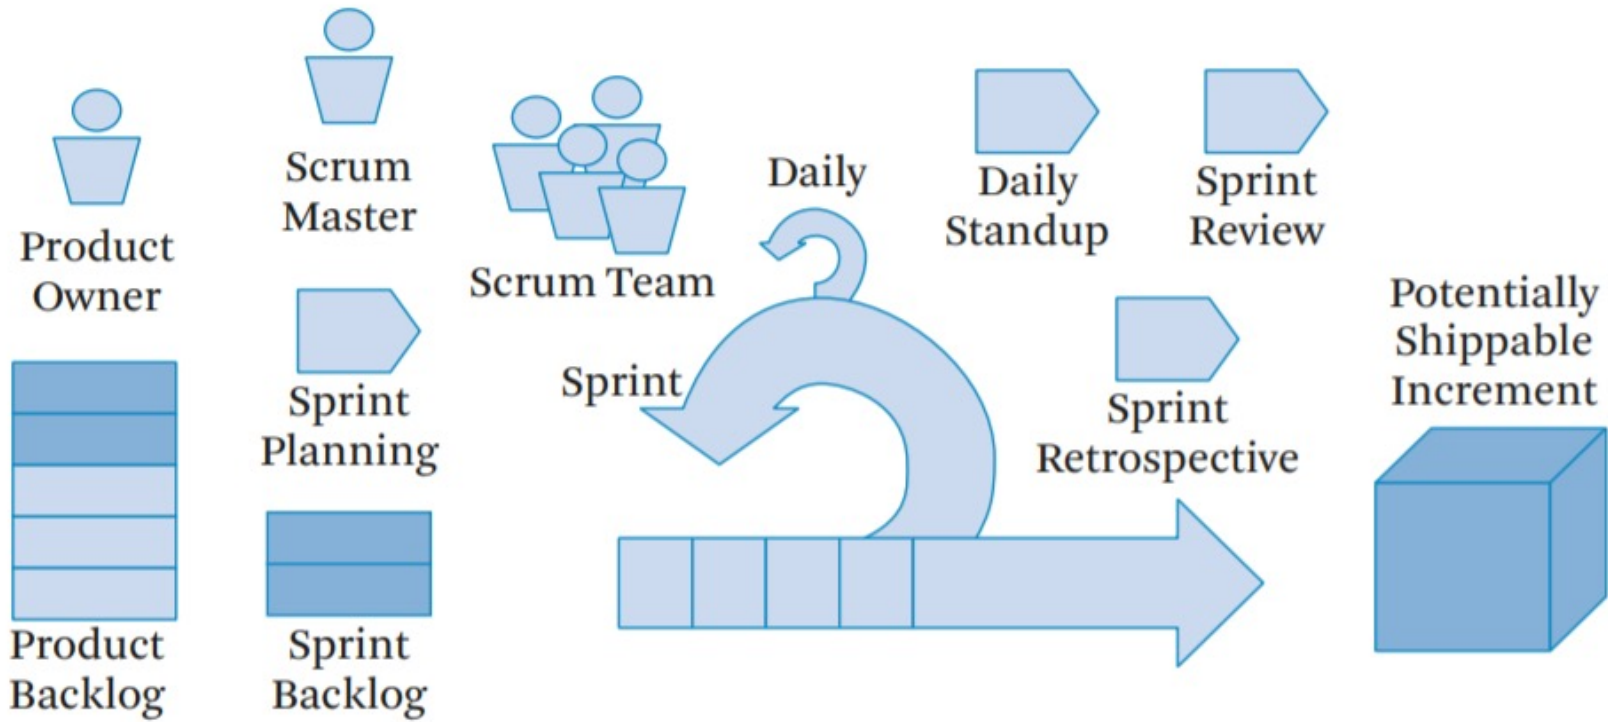 Product
Owner
Product
Backlog
Scrum
Master
Sprint
Planning
Sprint
Backlog
Scrum Team
Daily
Sprint
Daily
Standup
Sprint
Review
Sprint
Retrospective
Potentially
Shippable
Increment